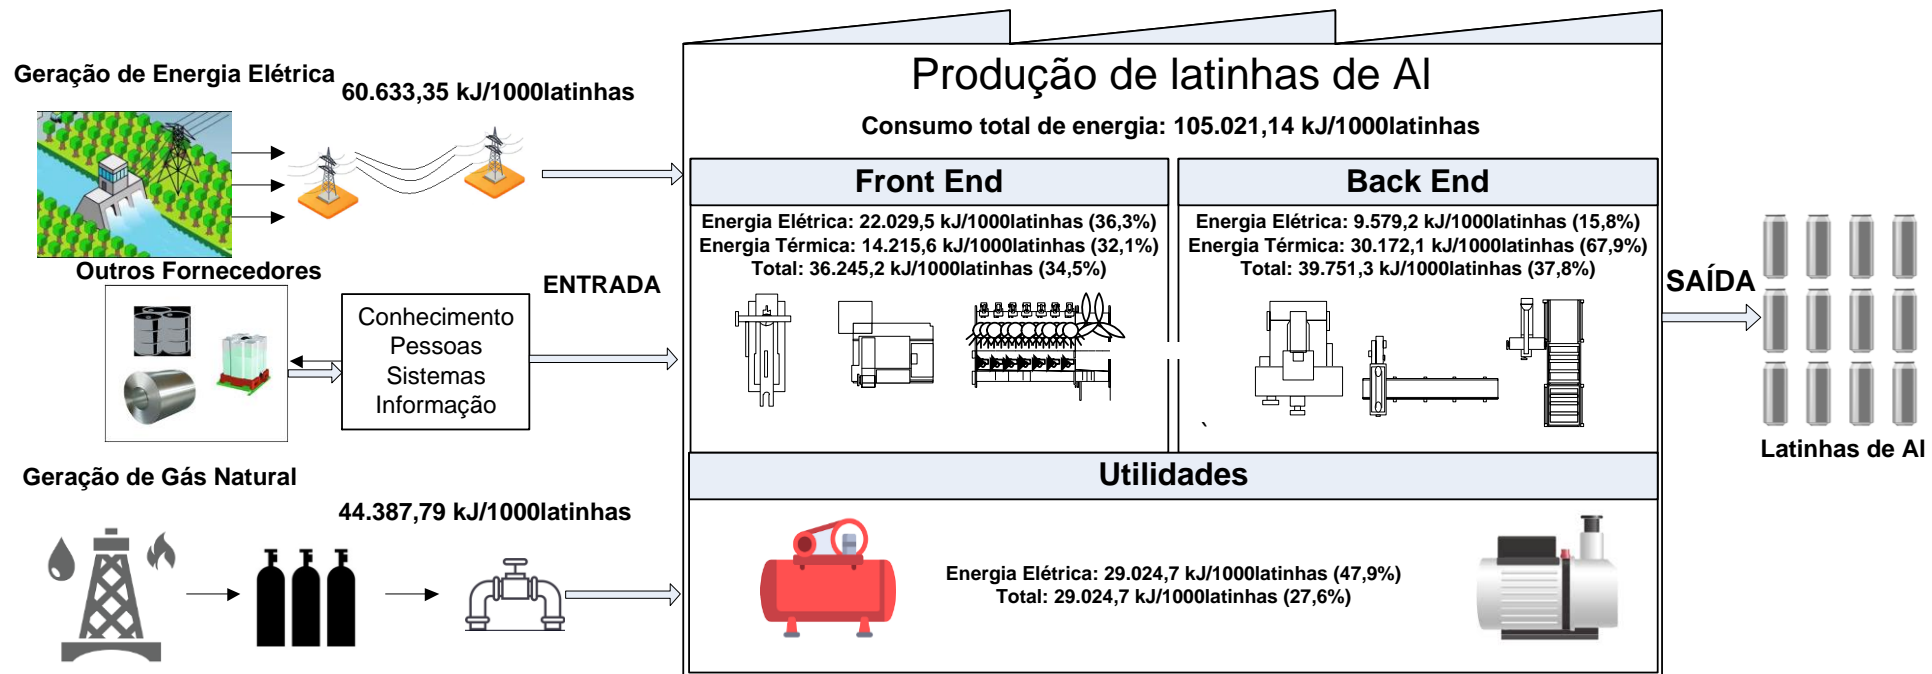 Geração de Energia Elétrica
60.633,35 kJ/1000latinhas
Outros Fornecedores
Conhecimento
Pessoas
Sistemas
Informação
ENTRADA
Geração de Gás Natural
44.387,79 kJ/1000latinhas
Produção de latinhas de Al
Consumo total de energia: 105.021,14 kJ/1000latinhas
Front End
Energia Elétrica: 22.029,5 kJ/1000latinhas (36,3%)
Energia Térmica: 14.215,6 kJ/1000latinhas (32,1%)
Total: 36.245,2 kJ/1000latinhas (34,5%)
Back End
Energia Elétrica: 9.579,2 kJ/1000latinhas (15,8%)
Energia Térmica: 30.172,1 kJ/1000latinhas (67,9%)
Total: 39.751,3 kJ/1000latinhas (37,8%)
`
Utilidades
Energia Elétrica: 29.024,7 kJ/1000latinhas (47,9%)
Total: 29.024,7 kJ/1000latinhas (27,6%)
SAÍDA
Latinhas de Al